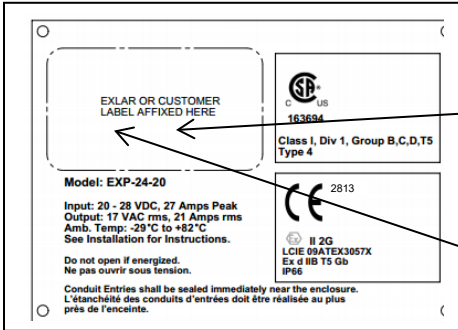 EXLAR OR CUSTOMER
LABEL AFFIXED HERE
SA
C US
163694
Class I, Div 1, Group B,C,D,T5
Type 4
Model: EXP-24-20
Input: 20 - 28 VDC, 27 Amps Peak
Output: 17 VAC rms, 21 Amps rms
Amb. Temp: -29°C to +82°C
See Installation for Instructions.
Do not open if energized.
Ne pas ouvrir sous tension.
CE 2813
Ex II 2G
LCIE 09ATEX3057X
Ex d IIB T5 Gb
IP66
Conduit Entries shall be sealed immediately near the enclosure.
L'étanchéité des conduits d'entrées doit être réalisée au plus
près de l'enceinte.